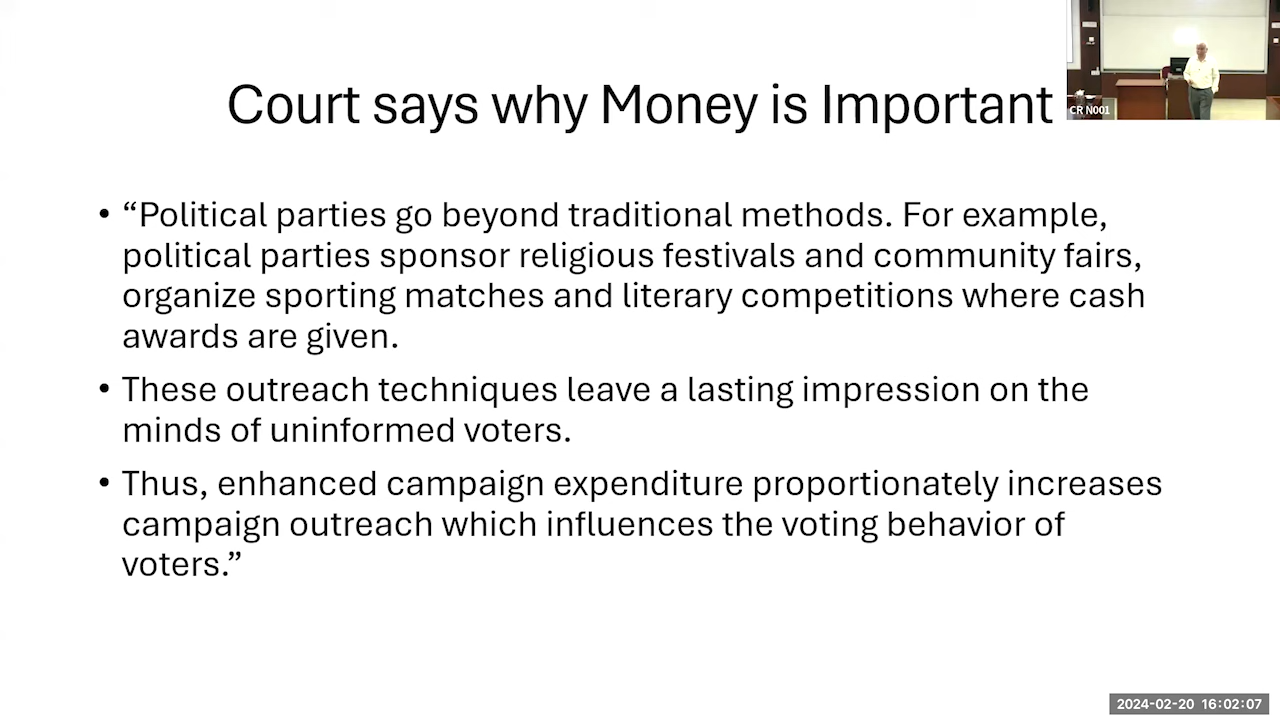 Court says why Money is Important
CR N001
• “Political parties go beyond traditional methods. For example,
political parties sponsor religious festivals and community fairs,
organize sporting matches and literary competitions where cash
awards are given.
• These outreach techniques leave a lasting impression on the
minds of uninformed voters.
• Thus, enhanced campaign expenditure proportionately increases
campaign outreach which influences the voting behavior of
voters.”
2024-02-20 16:02:07